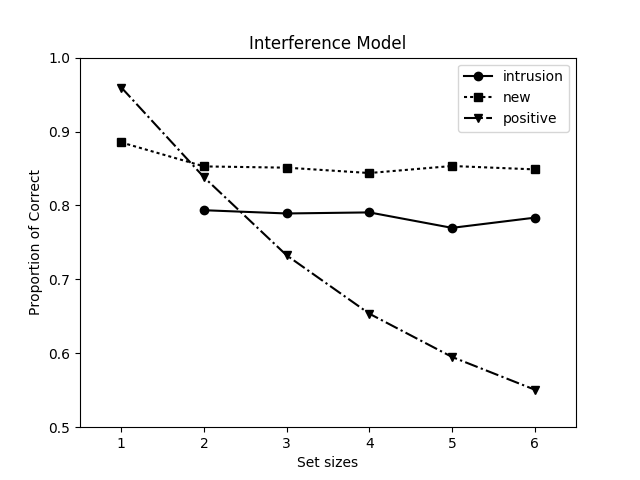 Interference Model
1.0
0.9
0.8
0.7
0.6
0.5
Proportion of Correct
intrusion
new
positive
1 2 3 4 5 6
Set sizes